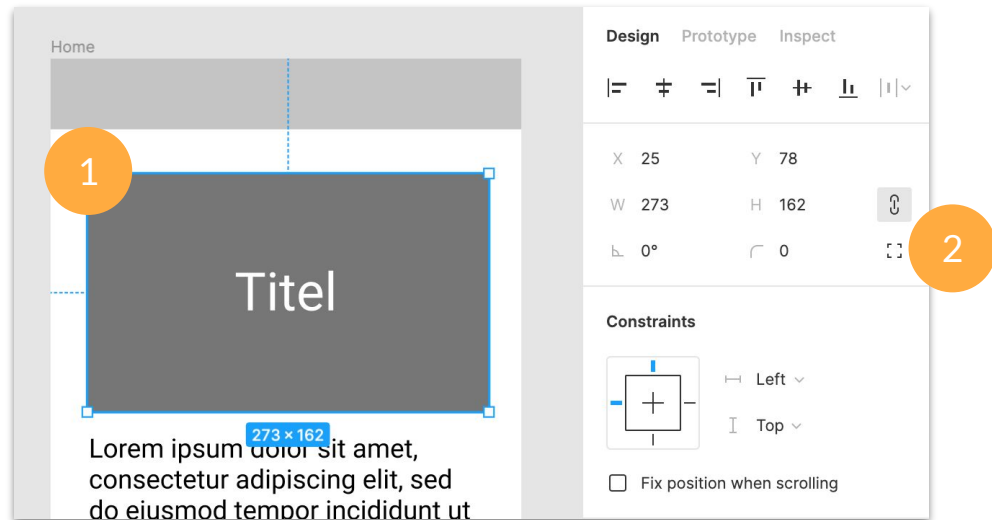 Home
1
Titel
273 × 162
Lorem ipsum dolor sit amet,
consectetur adipiscing elit, sed
do eiusmod tempor incididunt ut
Design Prototype Inspect
X 25 Y 78
W 273 H 162
0° 0
2
Constraints
Left
Top
Fix position when scrolling